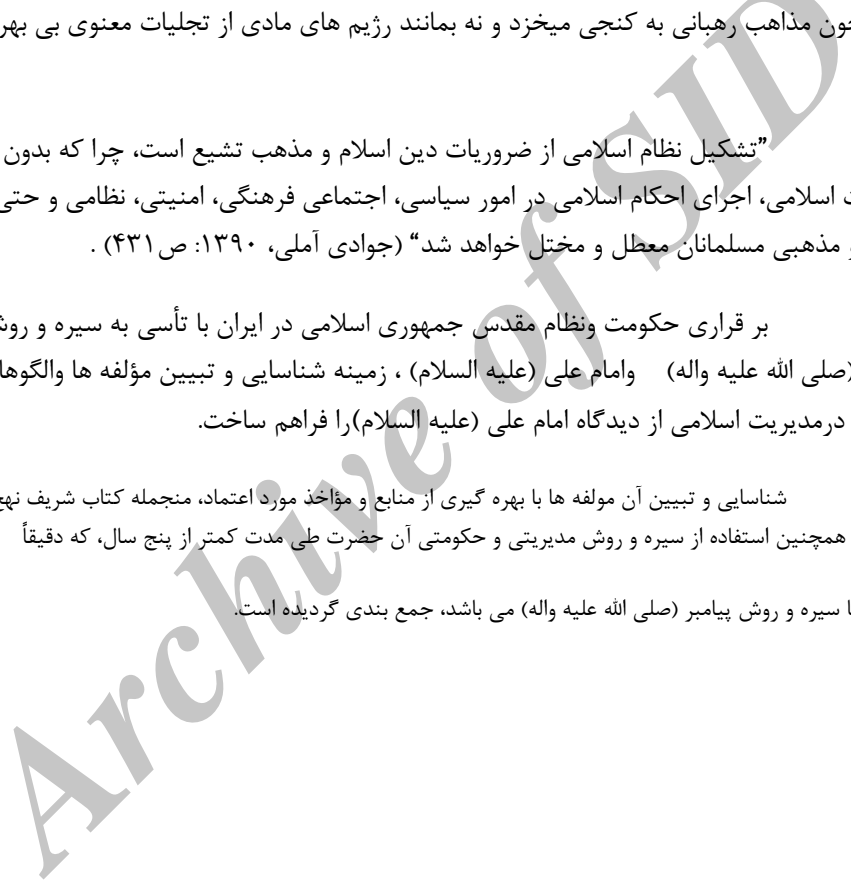 چون مذاهب رهبانی به کنجی میخزد و نه بمانند رژیم های مادی از تجلیات معنوی بی بهر
"تشکیل نظام اسلامی از ضروریات دین اسلام و مذهب تشیع است، چرا که بدون
اسلامی، اجرای احکام اسلامی در امور سیاسی، اجتماعی فرهنگی، امنیتی، نظامی و حتی
و مذهبی مسلمانان معطل و مختل خواهد شد" (جوادی آملی، ۱۳۹۰: ص۴۳۱) .
بر قراری حکومت ونظام مقدس جمهوری اسلامی در ایران با تأسی به سیره و روش
(صلی الله علیه واله) وامام علی (علیه السلام) ، زمینه شناسایی و تبیین مؤلفه ها والگوها
درمدیریت اسلامی از دیدگاه امام علی (علیه السلام)را فراهم ساخت.
شناسایی و تبیین آن مولفه ها با بهره گیری از منابع و مؤاخذ مورد اعتماد، منجمله کتاب شریف نهج
همچنین استفاده از سیره و روش مدیریتی و حکومتی آن حضرت طی مدت کمتر از پنج سال، که دقیقاً
با سیره و روش پیامبر (صلی الله علیه واله) می باشد، جمع بندی گردیده است.
Archive of SID